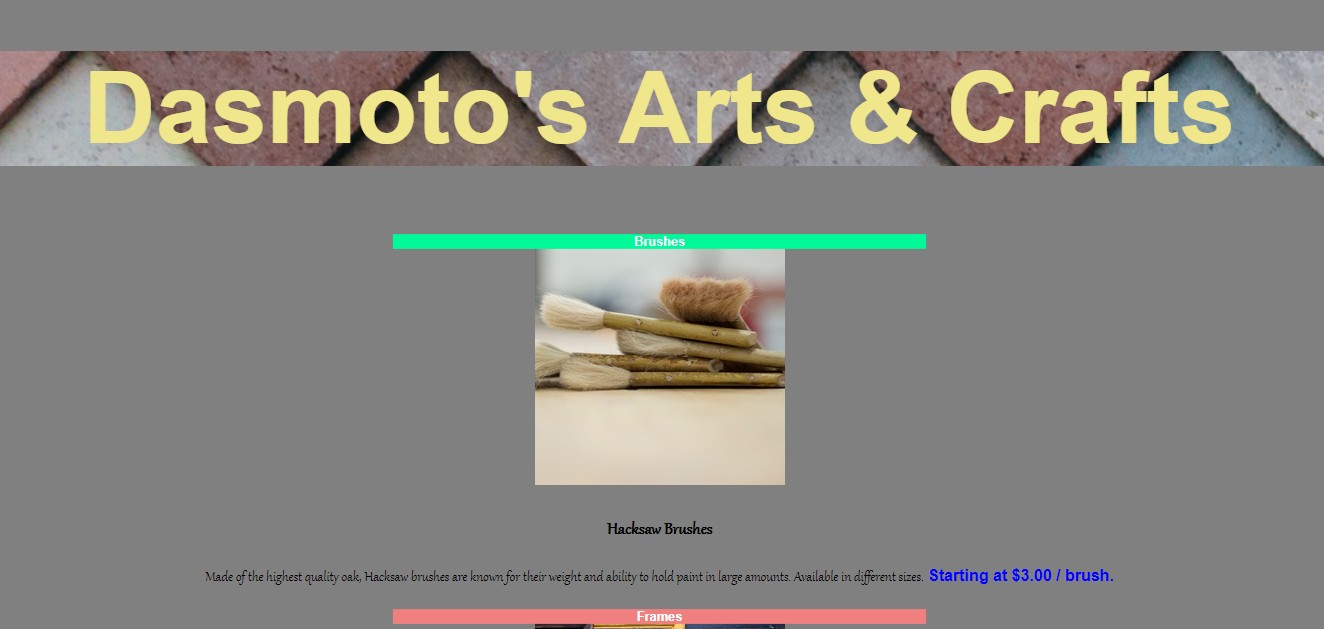 Dasmoto's Arts & Crafts
Brushes
Hacksaw Brushes
Made of the highest quality oak, Hacksaw brushes are known for their weight and ability to hold paint in large amounts. Available in different sizes. Starting at $3.00 / brush.
Frames